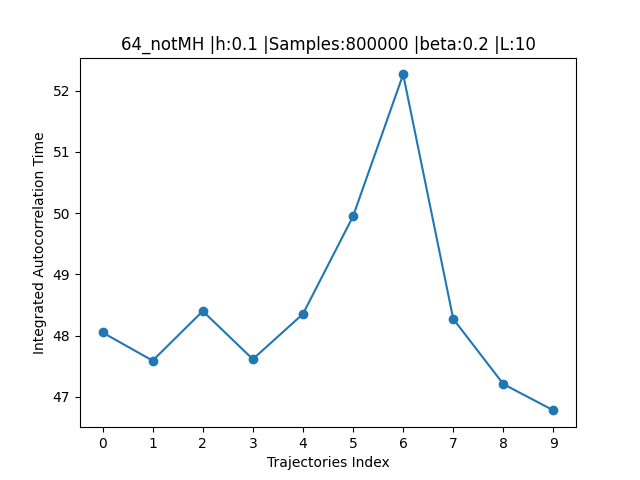 64_notMH |h:0.1 |Samples:800000 |beta:0.2 |L:10
52
51
50
49
48
47
Integrated Autocorrelation Time
0 1 2 3 4 5 6 7 8 9
Trajectories Index